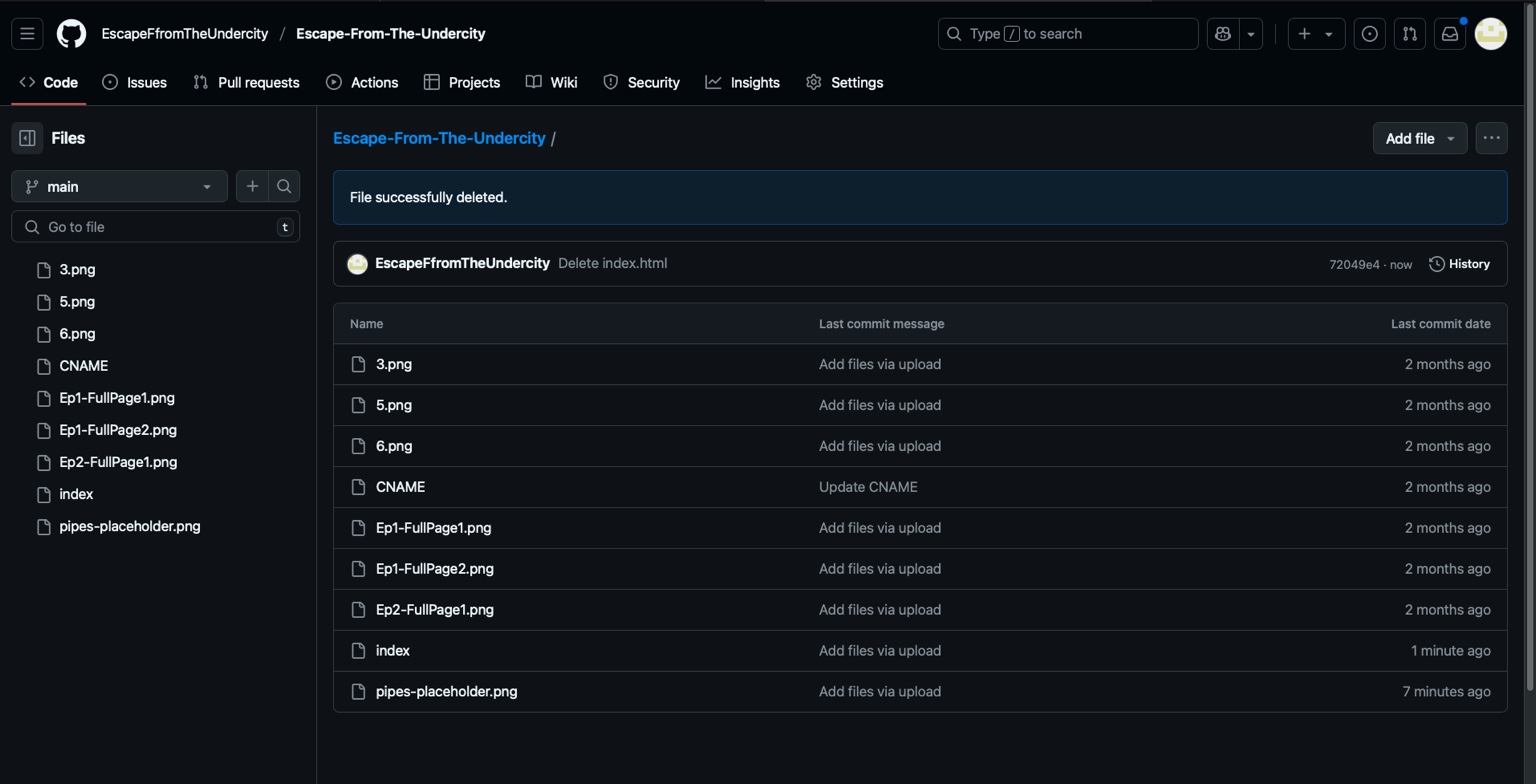 EscapeFfromTheUndercity / Escape-From-The-Undercity
Type / to search
Code
Issues
Pull requests
Actions
Projects
Wiki
Security
Insights
Settings
Files
main
Go to file
t
3.png
5.png
6.png
CNAME
Ep1-FullPage1.png
Ep1-FullPage2.png
Ep2-FullPage1.png
index
pipes-placeholder.png
Escape-From-The-Undercity /
Add file
File successfully deleted.
EscapeFfromTheUndercity Delete index.html
72049e4 · now
History
Name Last commit message Last commit date
3.png Add files via upload 2 months ago
5.png Add files via upload 2 months ago
6.png Add files via upload 2 months ago
CNAME Update CNAME 2 months ago
Ep1-FullPage1.png Add files via upload 2 months ago
Ep1-FullPage2.png Add files via upload 2 months ago
Ep2-FullPage1.png Add files via upload 2 months ago
index Add files via upload 1 minute ago
pipes-placeholder.png Add files via upload 7 minutes ago